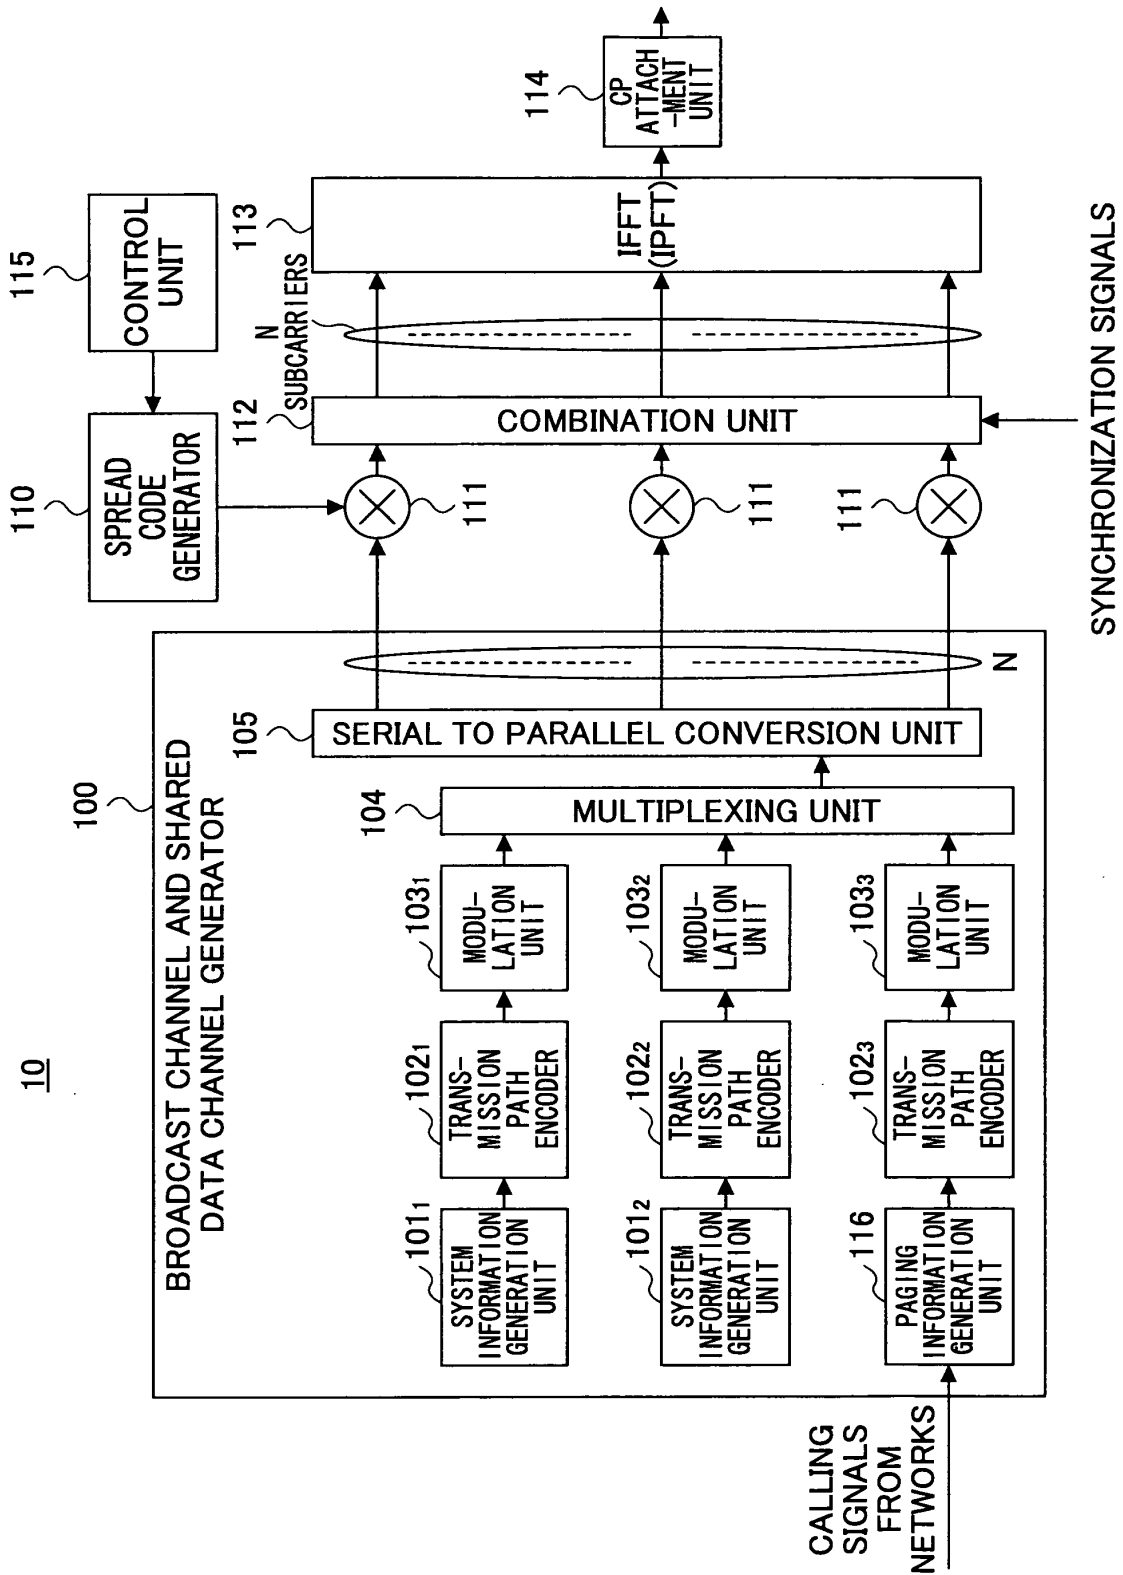 10
100
BROADCAST CHANNEL AND SHARED
DATA CHANNEL GENERATOR
101₁
SYSTEM
INFORMATION
GENERATION
UNIT
102₁
TRANS-
MISSION
PATH
ENCODER
103₁
MODU-
LATION
UNIT
101₂
SYSTEM
INFORMATION
GENERATION
UNIT
102₂
TRANS-
MISSION
PATH
ENCODER
103₂
MODU-
LATION
UNIT
116
PAGING
INFORMATION
GENERATION
UNIT
102₃
TRANS-
MISSION
PATH
ENCODER
103₃
MODU-
LATION
UNIT
CALLING
SIGNALS
FROM
NETWORKS
104
MULTIPLEXING UNIT
105
SERIAL TO PARALLEL CONVERSION UNIT
N
110
SPREAD
CODE
GENERATOR
115
CONTROL
UNIT
111
111
111
112
COMBINATION UNIT
N
SUBCARRIERS
SYNCHRONIZATION SIGNALS
113
IFFT
(IPFT)
114
CP
ATTACH
-MENT
UNIT